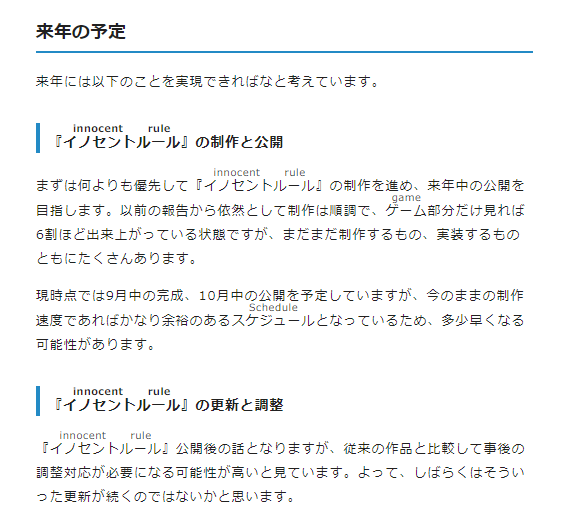 来年の予定
来年には以下のことを実現できればなと考えています。
innocent rule
『イノセントルール』の制作と公開
innocent rule
まずは何よりも優先して『イノセントルール』の制作を進め、来年中の公開を
game
目指します。以前の報告から依然として制作は順調で、ゲーム部分だけ見れば
6割ほど出来上がっている状態ですが、まだまだ制作するもの、実装するもの
ともにたくさんあります。
現時点では9月中の完成、10月中の公開を予定していますが、今のままの制作
Schedule
速度であればかなり余裕のあるスケジュールとなっているため、多少早くなる
可能性があります。
innocent rule
『イノセントルール』の更新と調整
innocent rule
『イノセントルール』公開後の話となりますが、従来の作品と比較して事後の
調整対応が必要になる可能性が高いと見ています。よって、しばらくはそうい
った更新が続くのではないかと思います。